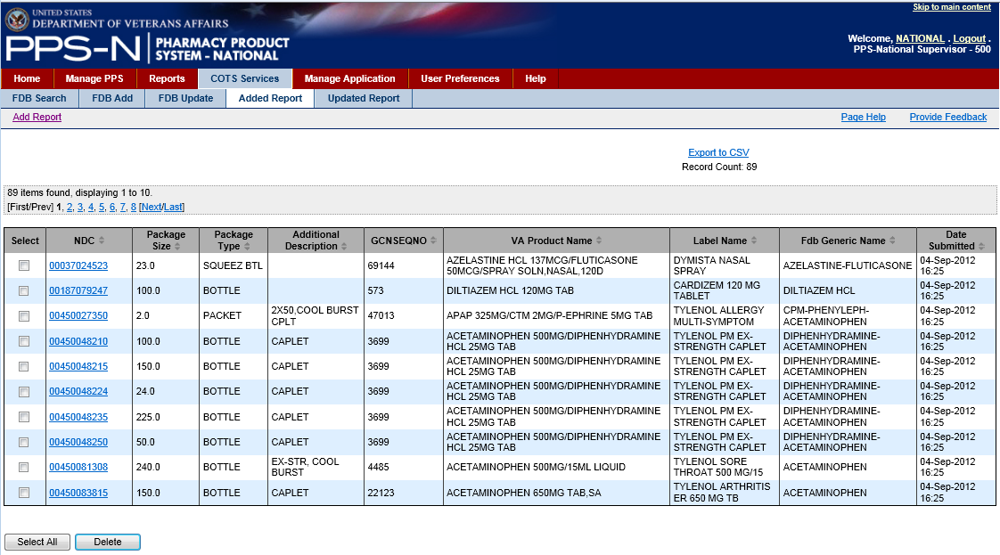 Skip to main content
UNITED STATES
DEPARTMENT OF VETERANS AFFAIRS
PPS-N PHARMACY PRODUCT
SYSTEM - NATIONAL
Welcome, NATIONAL . Logout .
PPS-National Supervisor - 500
Home Manage PPS Reports COTS Services Manage Application User Preferences Help
FDB Search FDB Add FDB Update Added Report Updated Report
Add Report Page Help Provide Feedback
Export to CSV
Record Count: 89
89 items found, displaying 1 to 10.
[First/Prev] 1, 2, 3, 4, 5, 6, 7, 8 [Next/Last]
Select NDC Package Size Package Type Additional Description GCNSEQNO VA Product Name Label Name Fdb Generic Name Date Submitted
00037024523 23.0 SQUEEZ BTL 69144 AZELASTINE HCL 137MCG/FLUTICASONE 50MCG/SPRAY SOLN,NASAL,120D DYMISTA NASAL SPRAY AZELASTINE-FLUTICASONE 04-Sep-2012 16:25
00187079247 100.0 BOTTLE 573 DILTIAZEM HCL 120MG TAB CARDIZEM 120 MG TABLET DILTIAZEM HCL 04-Sep-2012 16:25
00450027350 2.0 PACKET 2X50,COOL BURST CPLT 47013 APAP 325MG/CTM 2MG/P-EPHRINE 5MG TAB TYLENOL ALLERGY MULTI-SYMPTOM CPM-PHENYLEPH-ACETAMINOPHEN 04-Sep-2012 16:25
00450048210 100.0 BOTTLE CAPLET 3699 ACETAMINOPHEN 500MG/DIPHENHYDRAMINE HCL 25MG TAB TYLENOL PM EX-STRENGTH CAPLET DIPHENHYDRAMINE-ACETAMINOPHEN 04-Sep-2012 16:25
00450048215 150.0 BOTTLE CAPLET 3699 ACETAMINOPHEN 500MG/DIPHENHYDRAMINE HCL 25MG TAB TYLENOL PM EX-STRENGTH CAPLET DIPHENHYDRAMINE-ACETAMINOPHEN 04-Sep-2012 16:25
00450048224 24.0 BOTTLE CAPLET 3699 ACETAMINOPHEN 500MG/DIPHENHYDRAMINE HCL 25MG TAB TYLENOL PM EX-STRENGTH CAPLET DIPHENHYDRAMINE-ACETAMINOPHEN 04-Sep-2012 16:25
00450048235 225.0 BOTTLE CAPLET 3699 ACETAMINOPHEN 500MG/DIPHENHYDRAMINE HCL 25MG TAB TYLENOL PM EX-STRENGTH CAPLET DIPHENHYDRAMINE-ACETAMINOPHEN 04-Sep-2012 16:25
00450048250 50.0 BOTTLE CAPLET 3699 ACETAMINOPHEN 500MG/DIPHENHYDRAMINE HCL 25MG TAB TYLENOL PM EX-STRENGTH CAPLET DIPHENHYDRAMINE-ACETAMINOPHEN 04-Sep-2012 16:25
00450081308 240.0 BOTTLE EX-STR, COOL BURST 4485 ACETAMINOPHEN 500MG/15ML LIQUID TYLENOL SORE THROAT 500 MG/15 ACETAMINOPHEN 04-Sep-2012 16:25
00450083815 150.0 BOTTLE CAPLET 22123 ACETAMINOPHEN 650MG TAB,SA TYLENOL ARTHRITIS ER 650 MG TB ACETAMINOPHEN 04-Sep-2012 16:25
Select All Delete